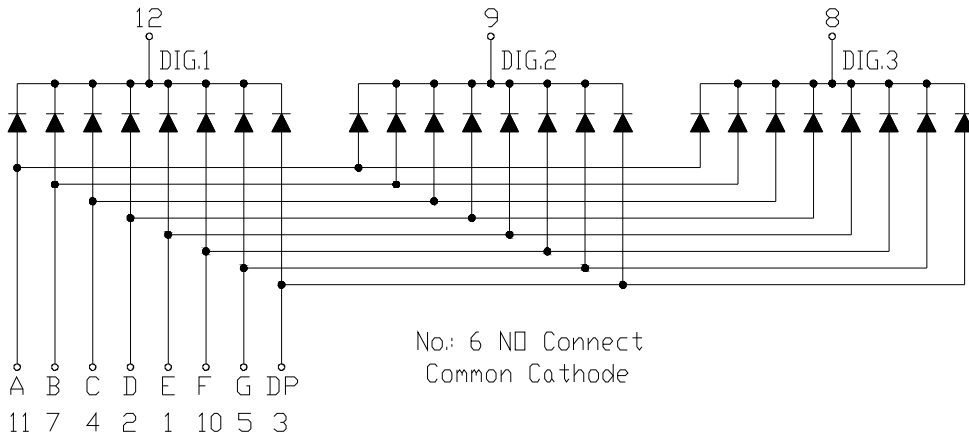 12 9 8
DIG.1 DIG.2 DIG.3
No.: 6 NO Connect
Common Cathode
A B C D E F G DP
11 7 4 2 1 10 5 3